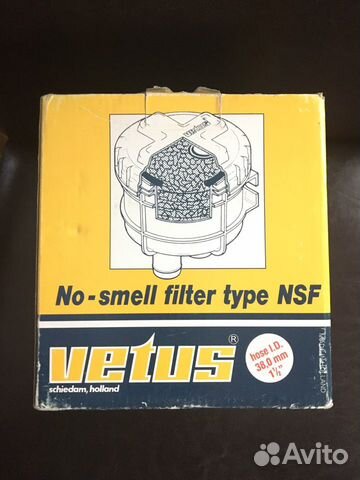 No-smell filter type NSF
vetus®
schiedam, holland
hose I.D.
38,0 mm
1½"
Avito